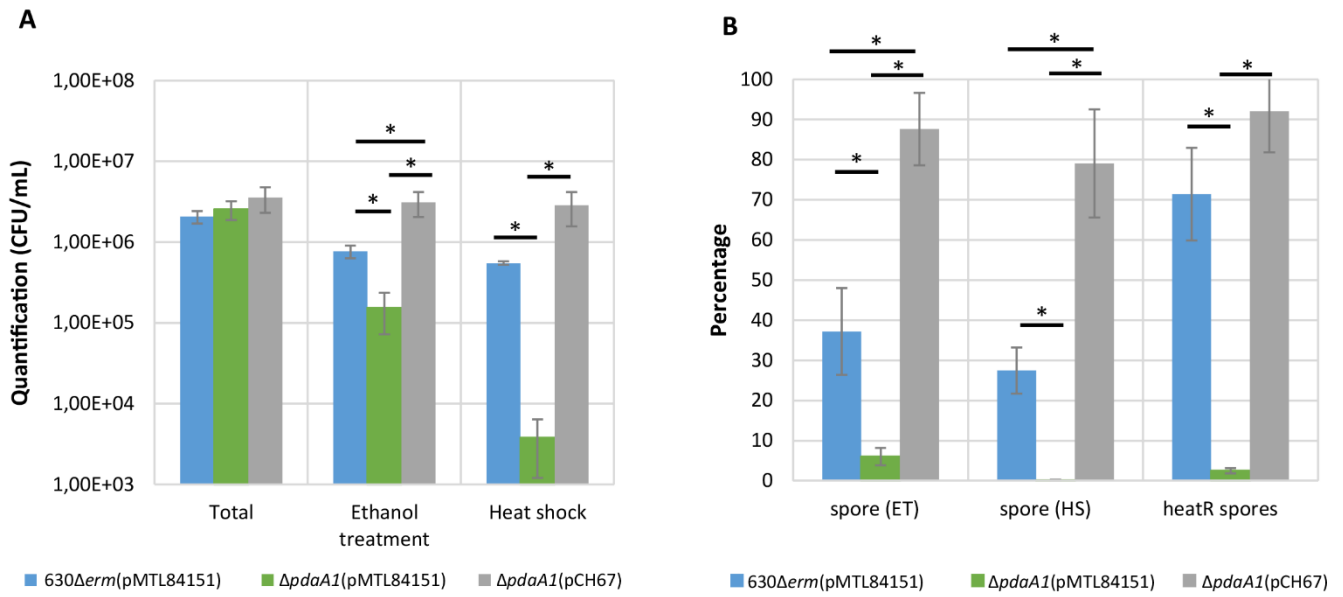 A
Quantification (CFU/mL)
1,00E+08
1,00E+07
1,00E+06
1,00E+05
1,00E+04
1,00E+03
* * * * *
Total
Ethanol treatment
Heat shock
630Δerm(pMTL84151)
ΔpdaA1(pMTL84151)
ΔpdaA1(pCH67)
B
Percentage
100
90
80
70
60
50
40
30
20
10
0
* * * * * * * *
spore (ET)
spore (HS)
heatR spores
630Δerm(pMTL84151)
ΔpdaA1(pMTL84151)
ΔpdaA1(pCH67)